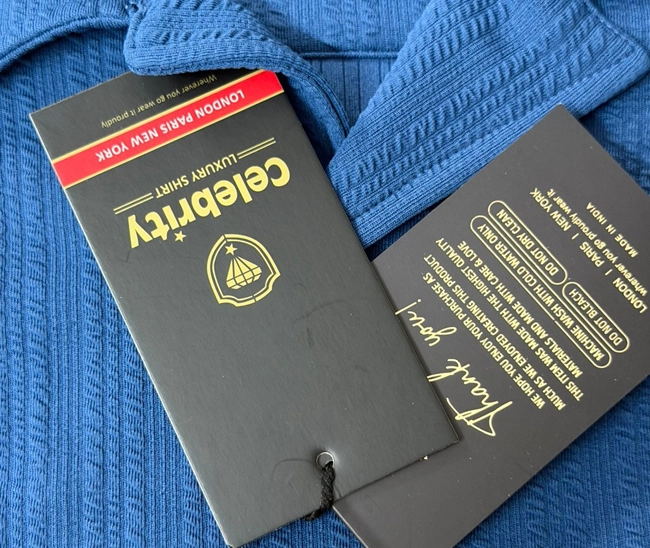 Celebrity
LUXURY SHIRT
LONDON PARIS NEW YORK
Wherever you go wear it proudly
Thank you!
WE HOPE YOU ENJOY YOUR PURCHASE AS
MUCH AS WE ENJOYED CREATING THIS PRODUCT
THIS ITEM WAS MADE WITH THE HIGHEST QUALITY
MATERIALS AND MADE WITH CARE & LOVE
MACHINE WASH WITH COLD WATER ONLY
DO NOT BLEACH
DO NOT DRY CLEAN
LONDON | PARIS | NEW YORK
Wherever you go proudly wear it
MADE IN INDIA